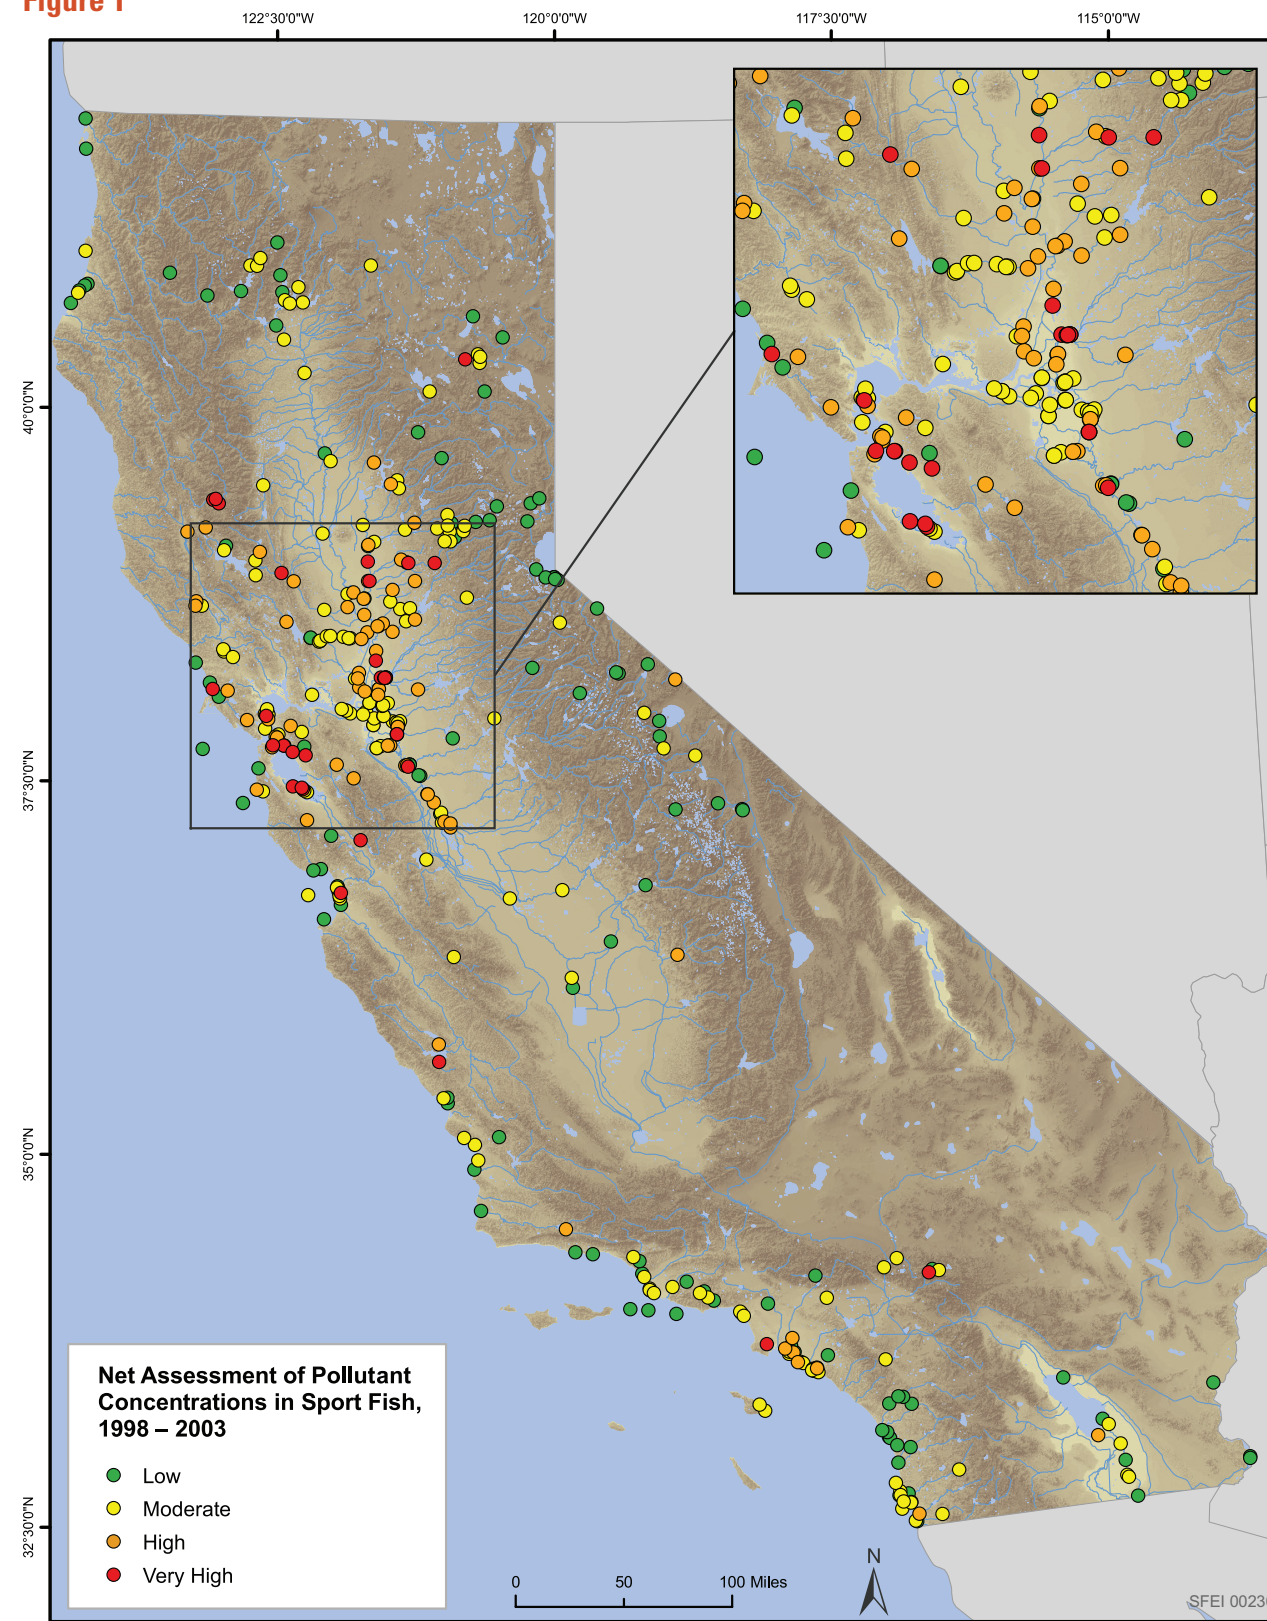 Figure 1
122°30'0"W 120°0'0"W 117°30'0"W 115°0'0"W
40°0'0"N
37°30'0"N
35°0'0"N
32°30'0"N
Net Assessment of Pollutant
Concentrations in Sport Fish,
1998 – 2003
Low
Moderate
High
Very High
0 50 100 Miles
N
SFEI 0023